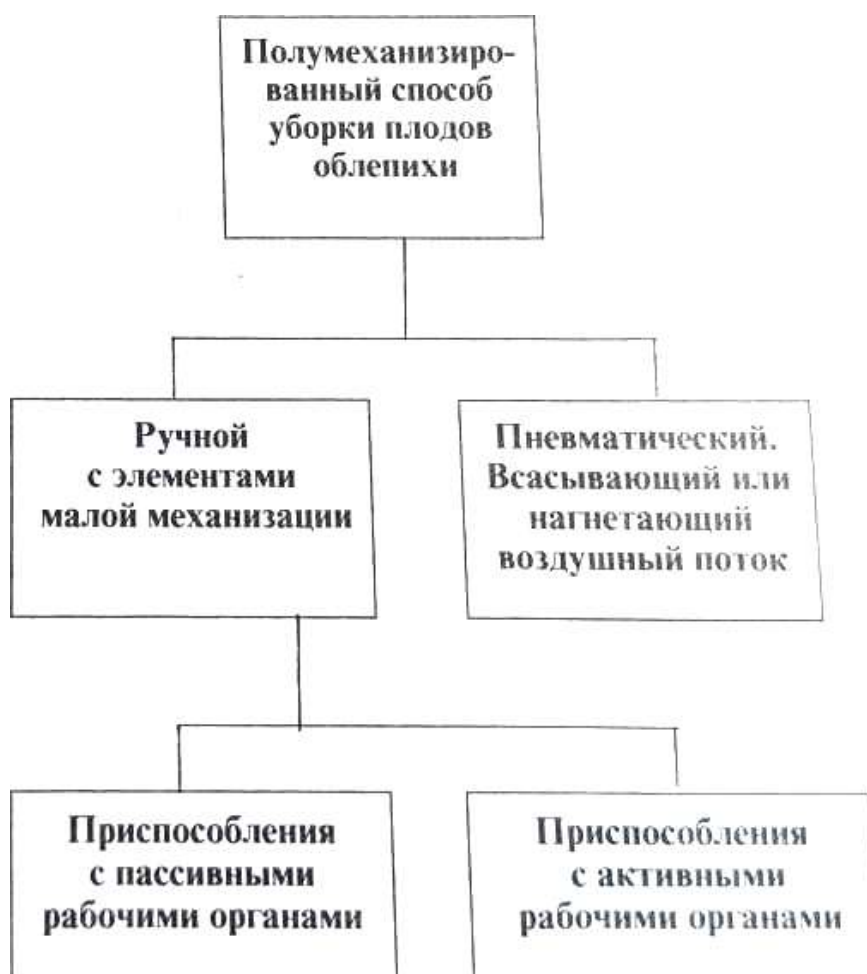 Полумеханизиро-
ванный способ
уборки плодов
облепихи
Ручной
с элементами
малой механизации
Пневматический.
Всасывающий или
нагнетающий
воздушный поток
Приспособления
с пассивными
рабочими органами
Приспособления
с активными
рабочими органами